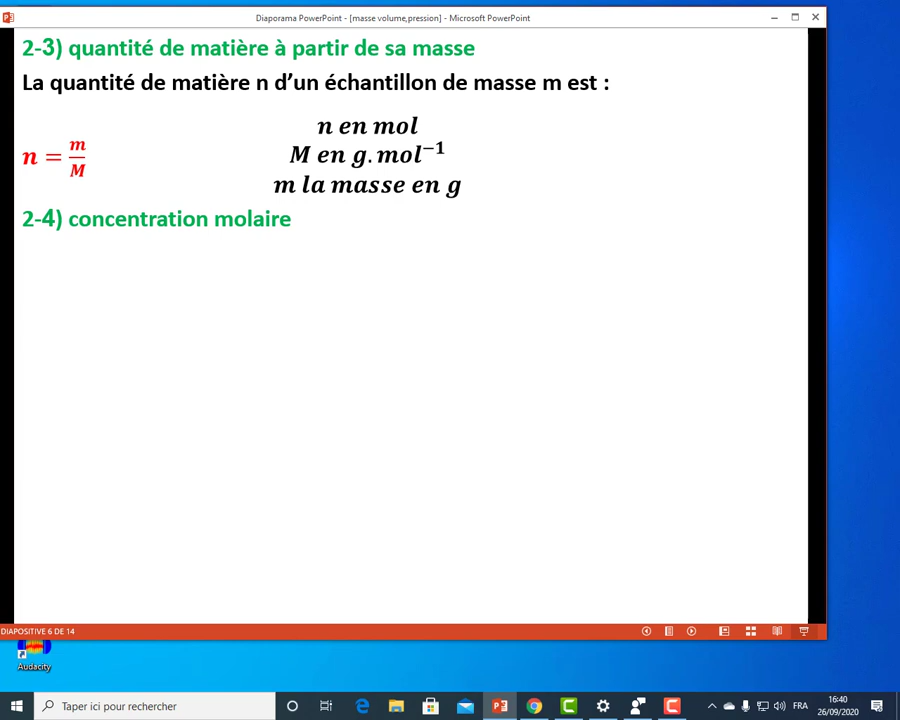 Diaporama PowerPoint - [masse volume,pression] - Microsoft PowerPoint
2-3) quantité de matière à partir de sa masse
La quantité de matière n d’un échantillon de masse m est :
n en mol
n = m/M
M en g.mol⁻¹
m la masse en g
2-4) concentration molaire
DIAPOSITIVE 6 DE 14
Audacity
Taper ici pour rechercher
FRA
16:40
26/09/2020